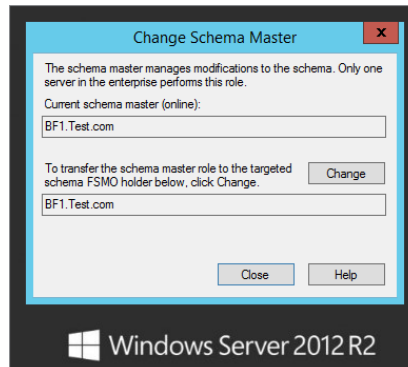 Change Schema Master
x
The schema master manages modifications to the schema. Only one
server in the enterprise performs this role.
Current schema master (online):
BF1.Test.com
To transfer the schema master role to the targeted
schema FSMO holder below, click Change.
Change
BF1.Test.com
Close
Help
Windows Server 2012 R2